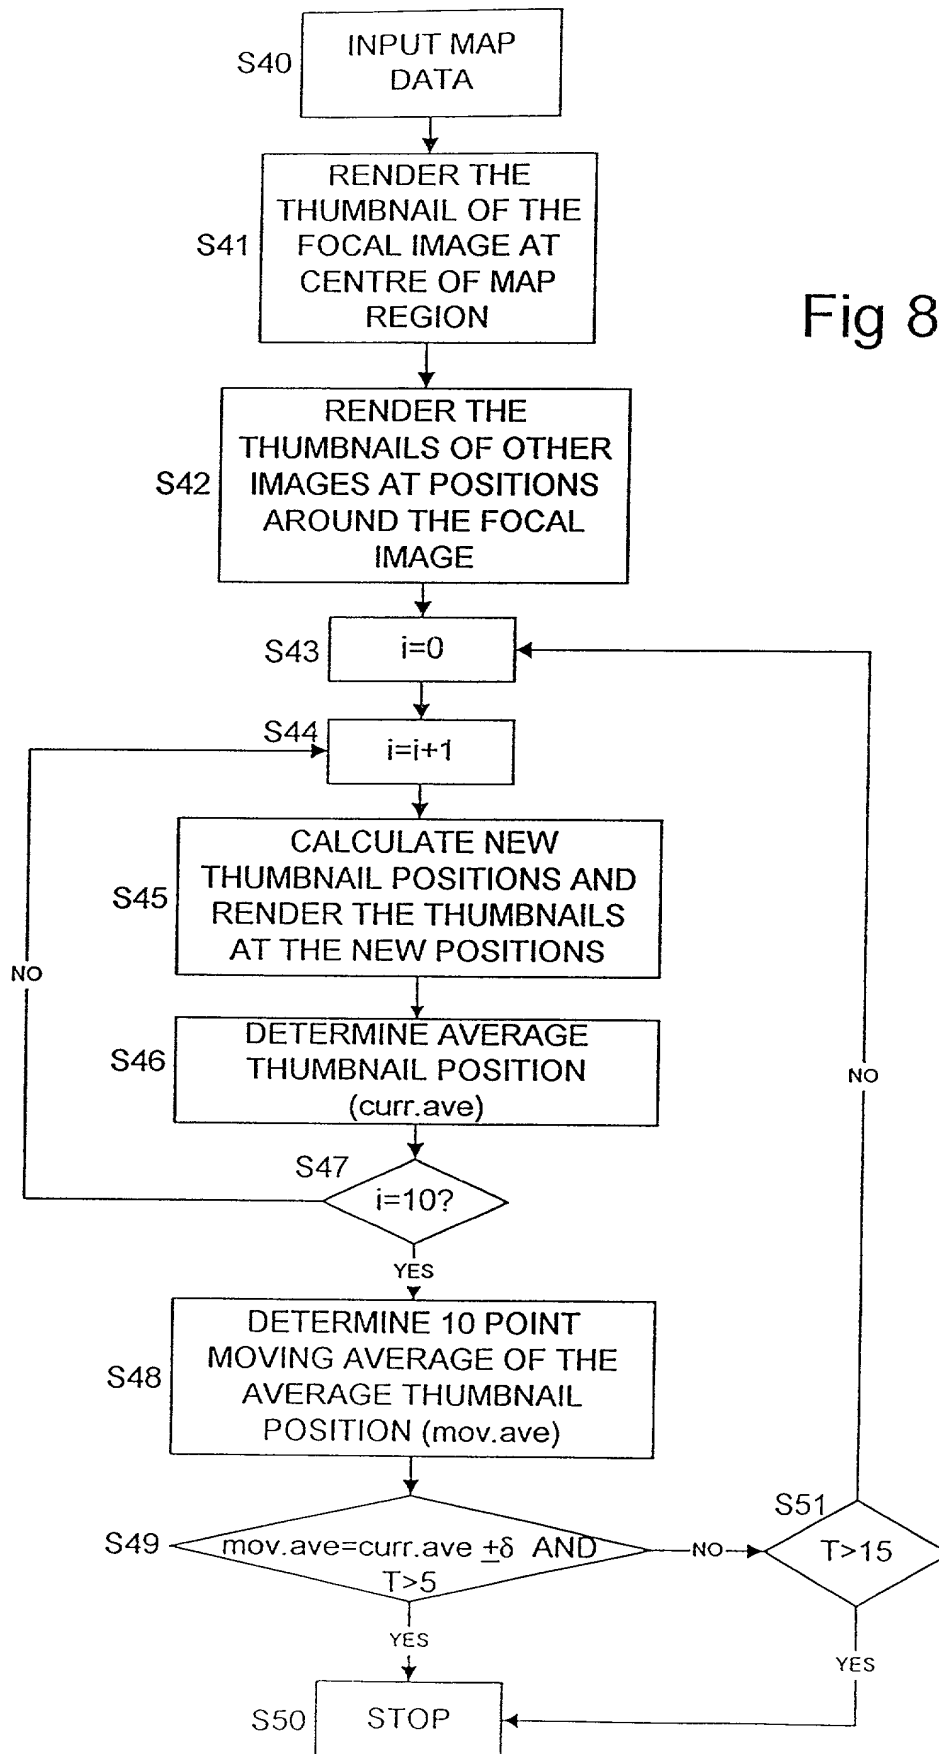 S40
INPUT MAP
DATA
S41
RENDER THE
THUMBNAIL OF THE
FOCAL IMAGE AT
CENTRE OF MAP
REGION
Fig 8
S42
RENDER THE
THUMBNAILS OF OTHER
IMAGES AT POSITIONS
AROUND THE FOCAL
IMAGE
S43
i=0
S44
i=i+1
S45
CALCULATE NEW
THUMBNAIL POSITIONS AND
RENDER THE THUMBNAILS
AT THE NEW POSITIONS
NO
S46
DETERMINE AVERAGE
THUMBNAIL POSITION
(curr.ave)
NO
S47
i=10?
YES
S48
DETERMINE 10 POINT
MOVING AVERAGE OF THE
AVERAGE THUMBNAIL
POSITION (mov.ave)
S49
mov.ave=curr.ave ±δ AND
T>5
NO
S51
T>15
YES
YES
S50
STOP